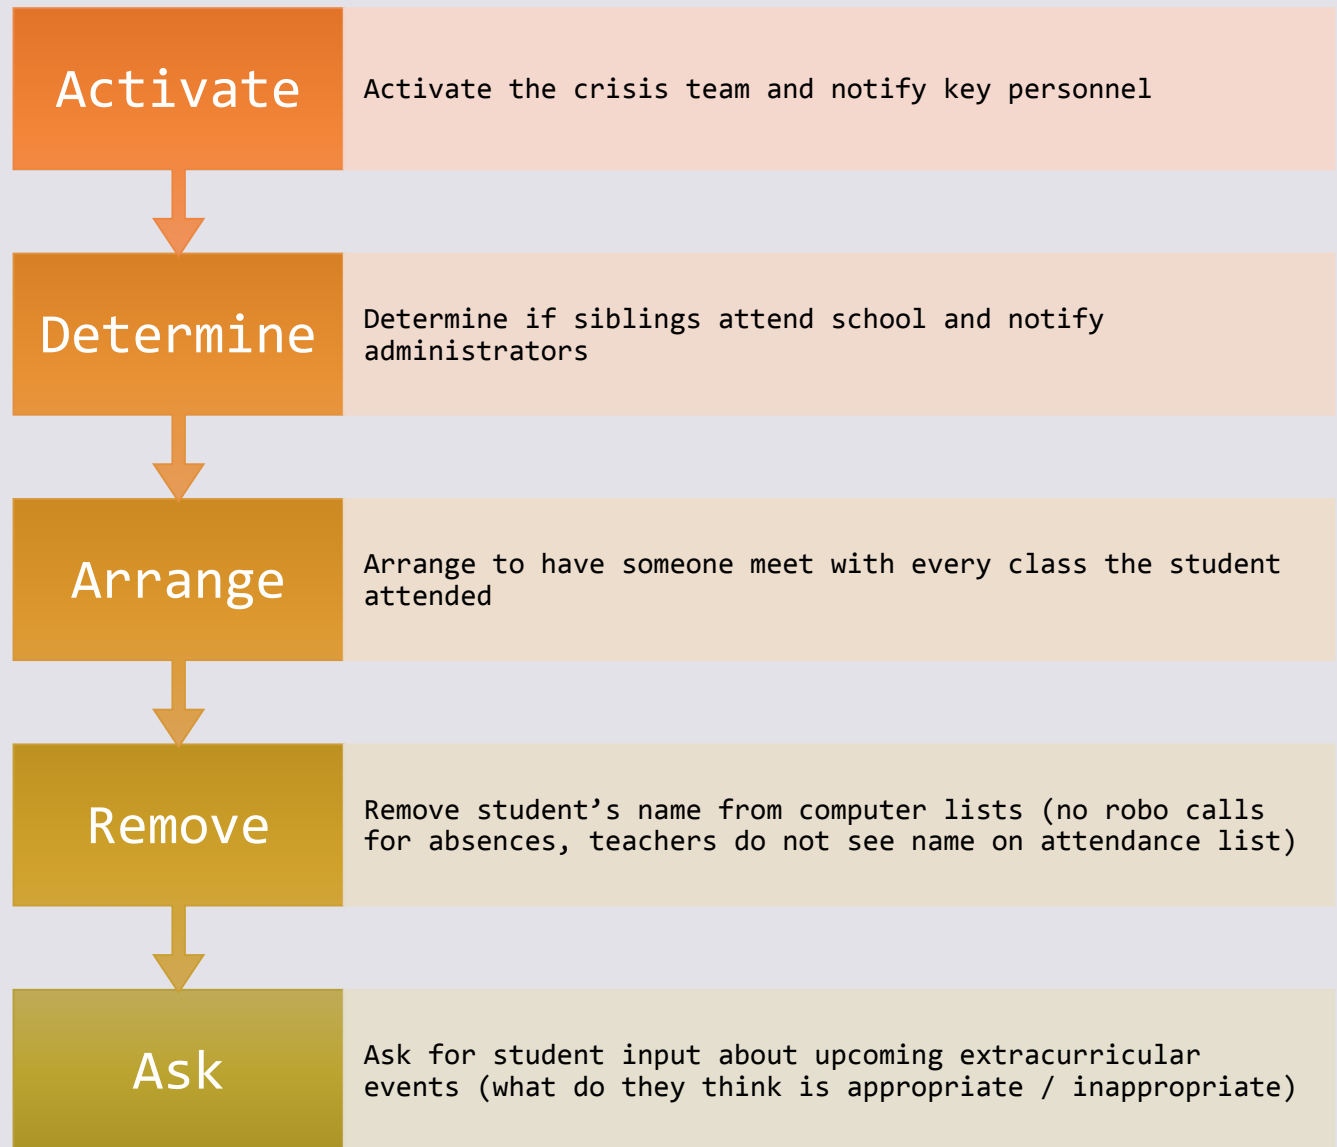 Activate
Activate the crisis team and notify key personnel
Determine
Determine if siblings attend school and notify
administrators
Arrange
Arrange to have someone meet with every class the student
attended
Remove
Remove student’s name from computer lists (no robo calls
for absences, teachers do not see name on attendance list)
Ask
Ask for student input about upcoming extracurricular
events (what do they think is appropriate / inappropriate)